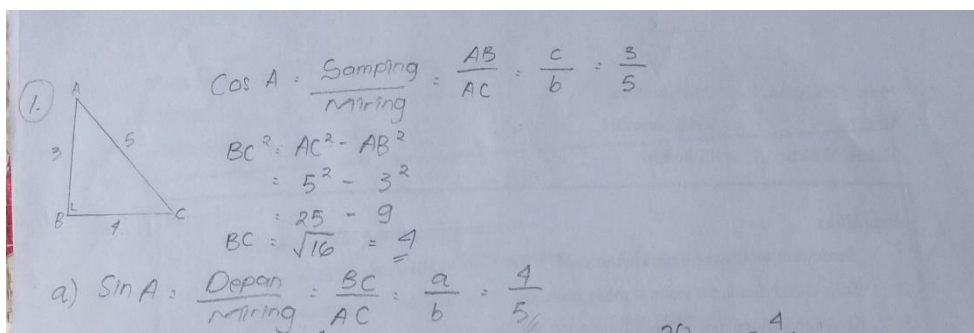 1.
A
3
5
B
C
4
Cos A = Samping/Miring = AB/AC = c/b = 3/5
BC² = AC² - AB²
= 5² - 3²
= 25 - 9
BC = √16 = 4
a) Sin A = Depan/Miring = BC/AC = a/b = 4/5
4